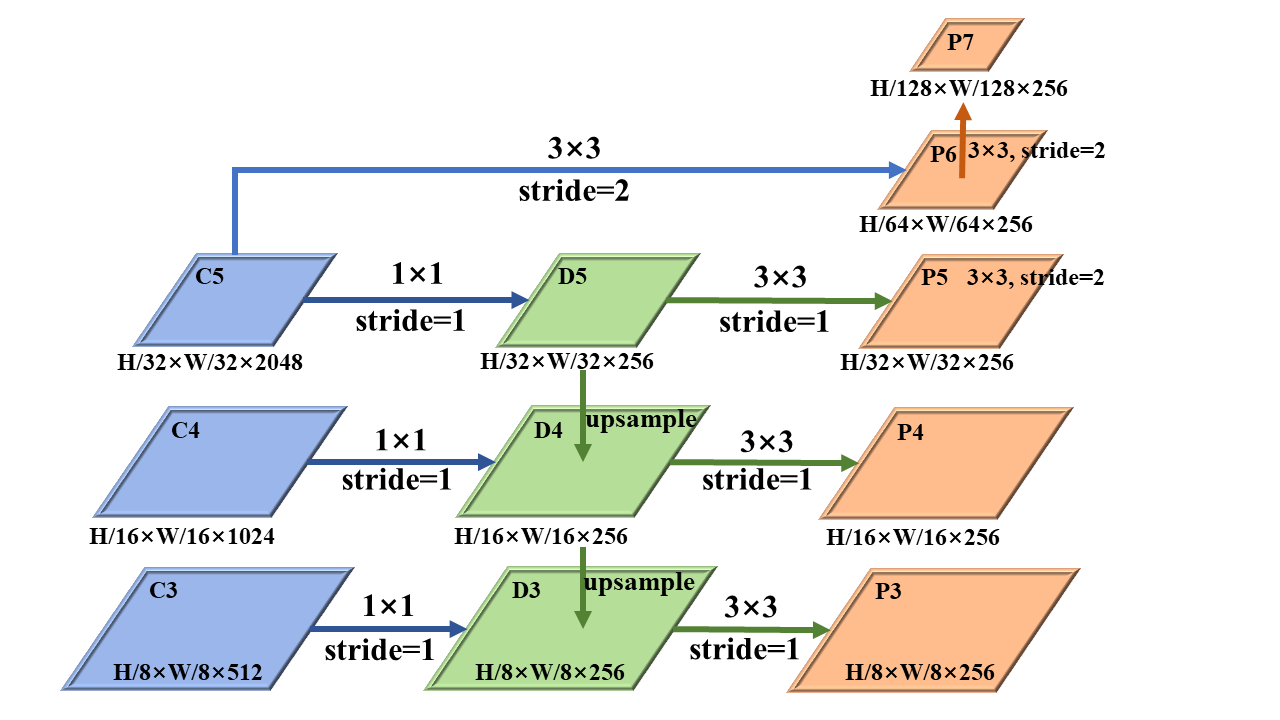 P7
H/128×W/128×256
3×3
stride=2
P6
3×3, stride=2
H/64×W/64×256
C5
1×1
stride=1
D5
3×3
stride=1
P5
3×3, stride=2
H/32×W/32×2048
H/32×W/32×256
H/32×W/32×256
upsample
C4
1×1
stride=1
D4
3×3
stride=1
P4
H/16×W/16×1024
H/16×W/16×256
H/16×W/16×256
upsample
C3
1×1
stride=1
D3
3×3
stride=1
P3
H/8×W/8×512
H/8×W/8×256
H/8×W/8×256